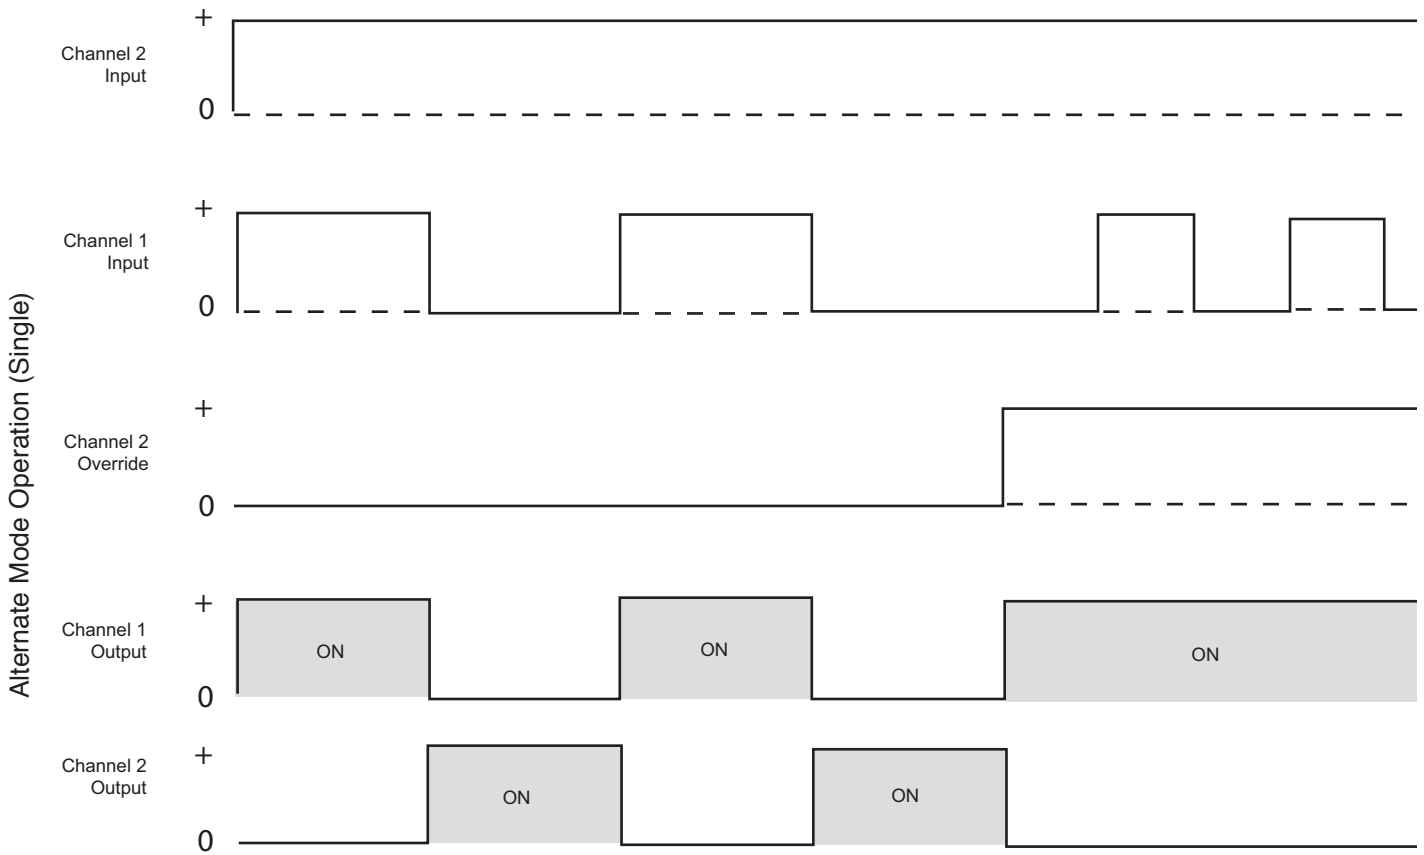 Alternate Mode Operation (Single)
+
Channel 2
Input
0
+
Channel 1
Input
0
+
Channel 2
Override
0
+
Channel 1
Output
ON
ON
ON
0
+
Channel 2
Output
ON
ON
0